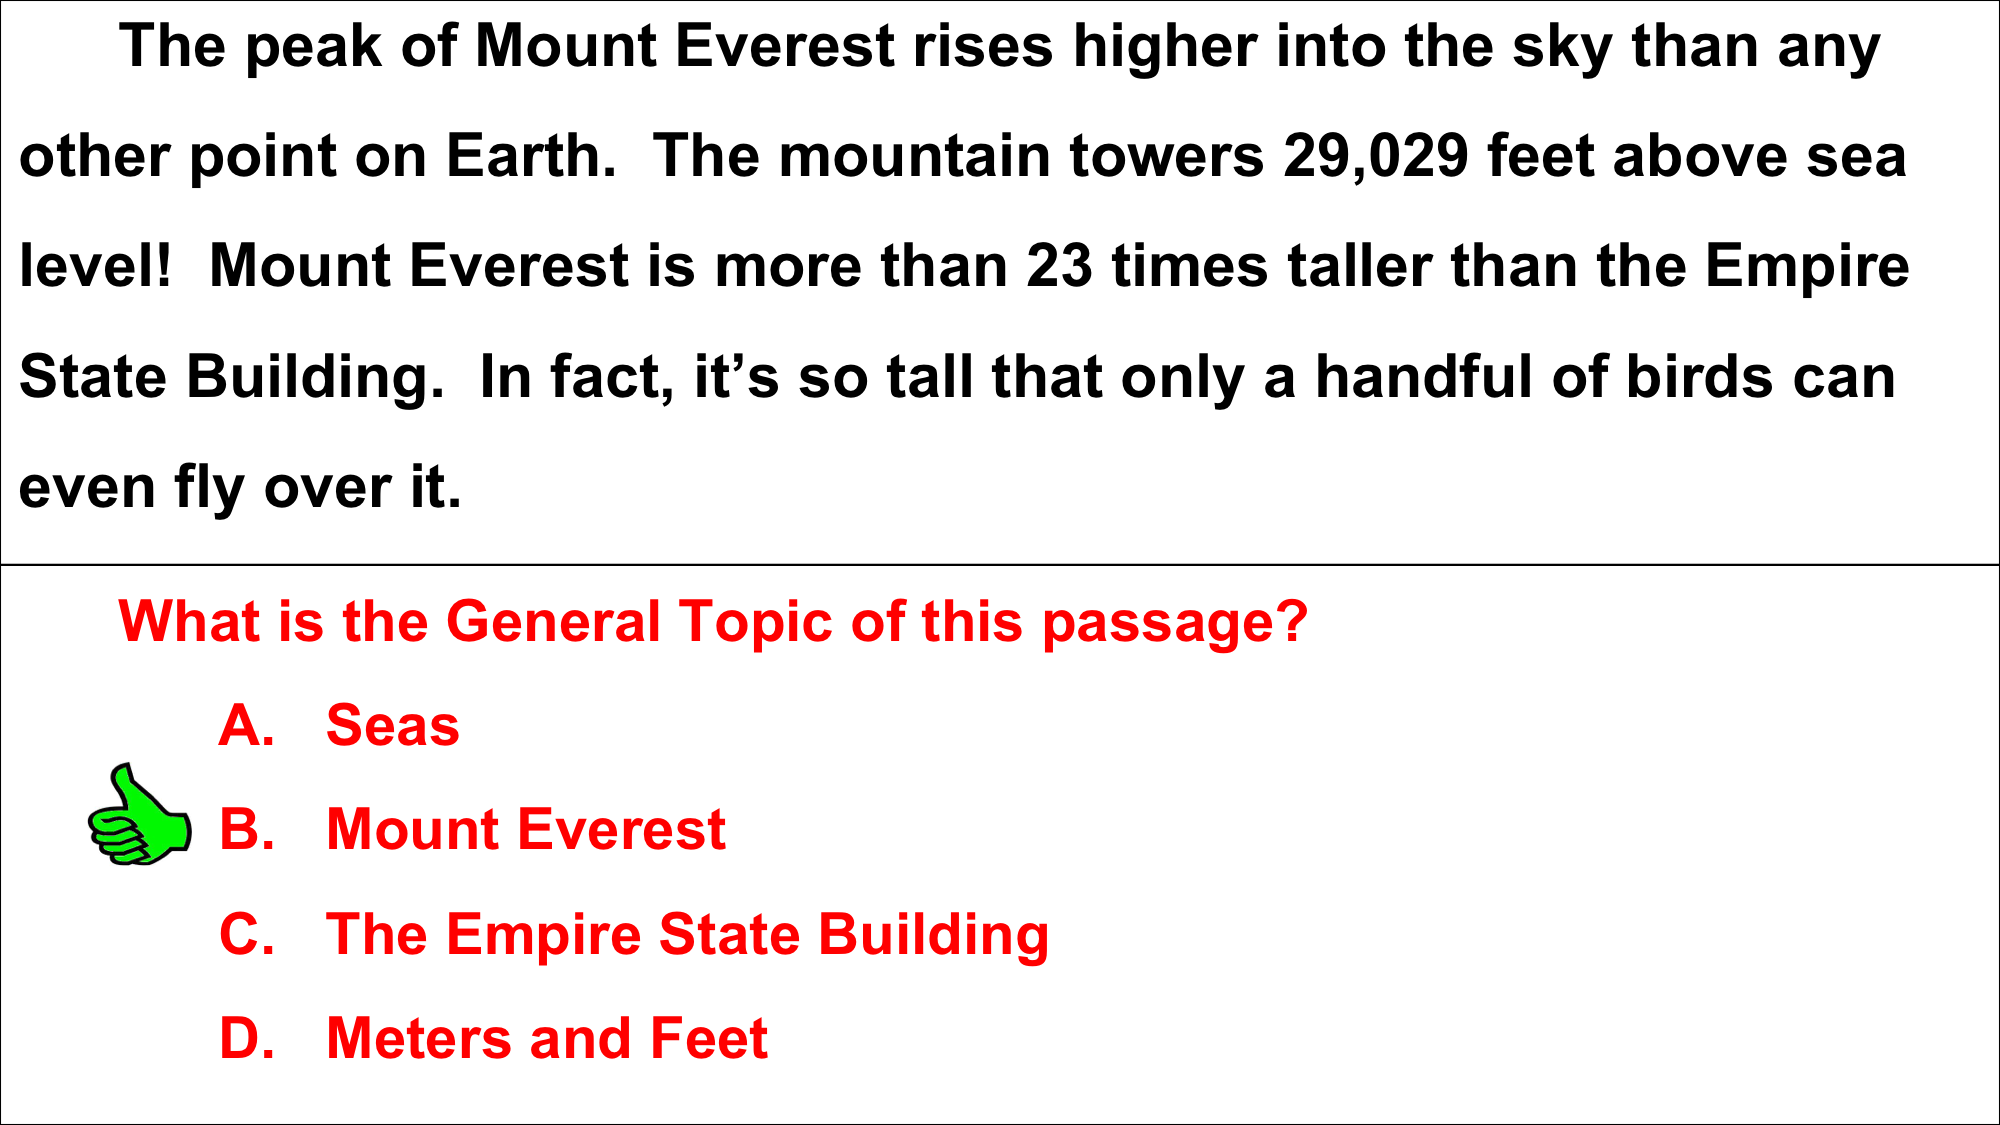 The peak of Mount Everest rises higher into the sky than any
other point on Earth.  The mountain towers 29,029 feet above sea
level!  Mount Everest is more than 23 times taller than the Empire
State Building.  In fact, it’s so tall that only a handful of birds can
even fly over it.
What is the General Topic of this passage?
A. Seas
B. Mount Everest
C. The Empire State Building
D. Meters and Feet